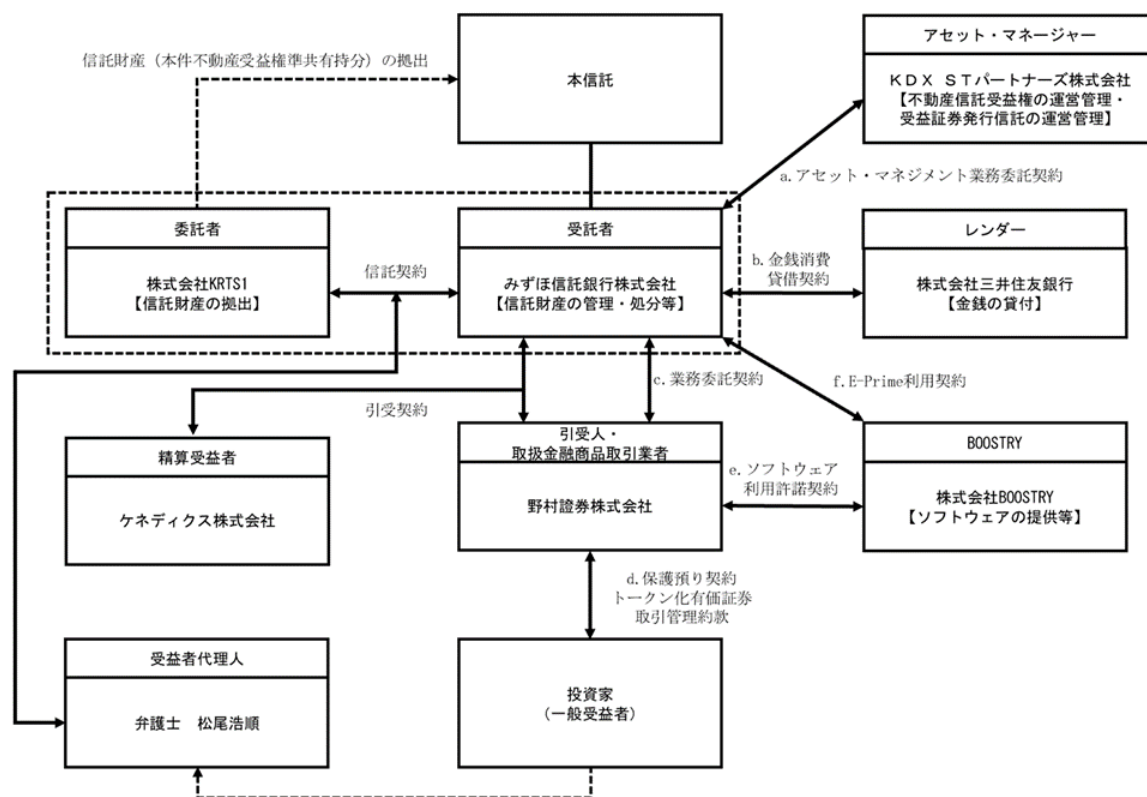 信託財産（本件不動産受益権準共有持分）の拠出
本信託
アセット・マネージャー
ＫＤＸ ＳＴパートナーズ株式会社
【不動産信託受益権の運営管理・
受益証券発行信託の運営管理】
a.アセット・マネジメント業務委託契約
委託者
株式会社KRTS1
【信託財産の拠出】
信託契約
受託者
みずほ信託銀行株式会社
【信託財産の管理・処分等】
b.金銭消費
貸借契約
レンダー
株式会社三井住友銀行
【金銭の貸付】
引受契約
c.業務委託契約
f.E-Prime利用契約
精算受益者
ケネディクス株式会社
引受人・
取扱金融商品取引業者
野村證券株式会社
e.ソフトウェア
利用許諾契約
BOOSTRY
株式会社BOOSTRY
【ソフトウェアの提供等】
d.保護預り契約
トークン化有価証券
取引管理約款
受益者代理人
弁護士　松尾浩順
投資家
（一般受益者）